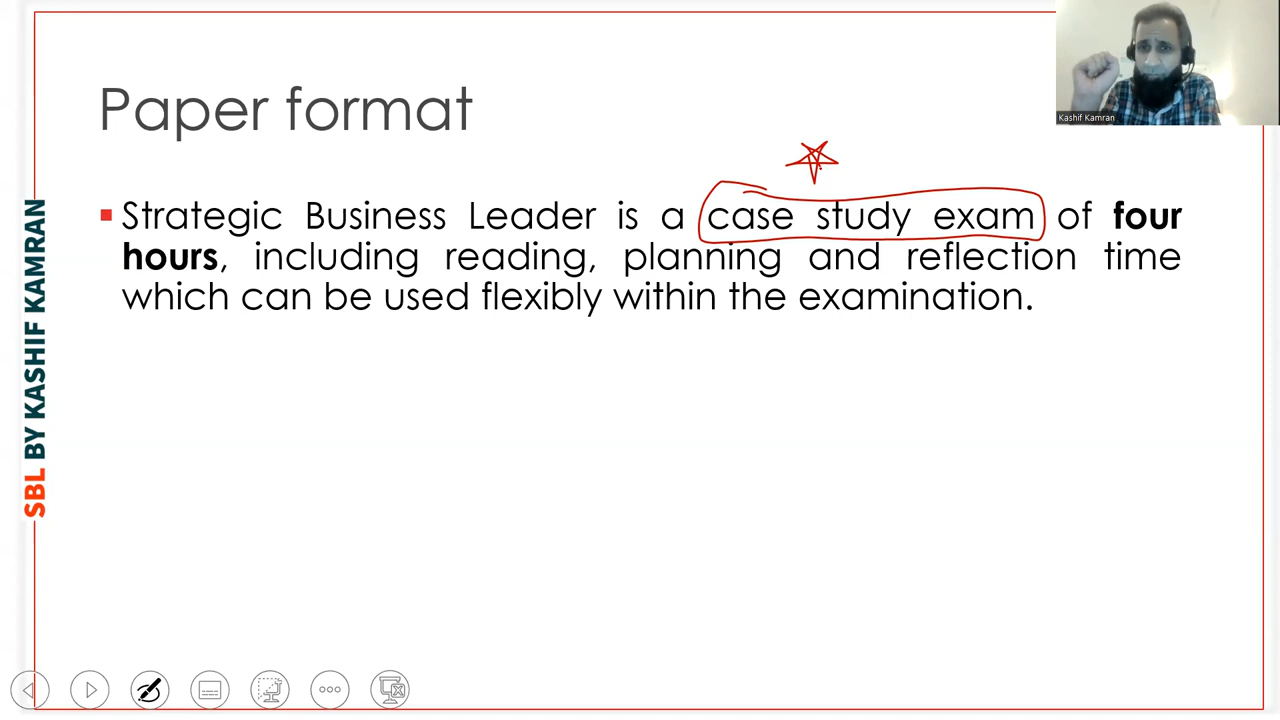 Paper format
Kashif Kamran
Strategic Business Leader is a case study exam of four
hours, including reading, planning and reflection time
which can be used flexibly within the examination.
SBL BY KASHIF KAMRAN